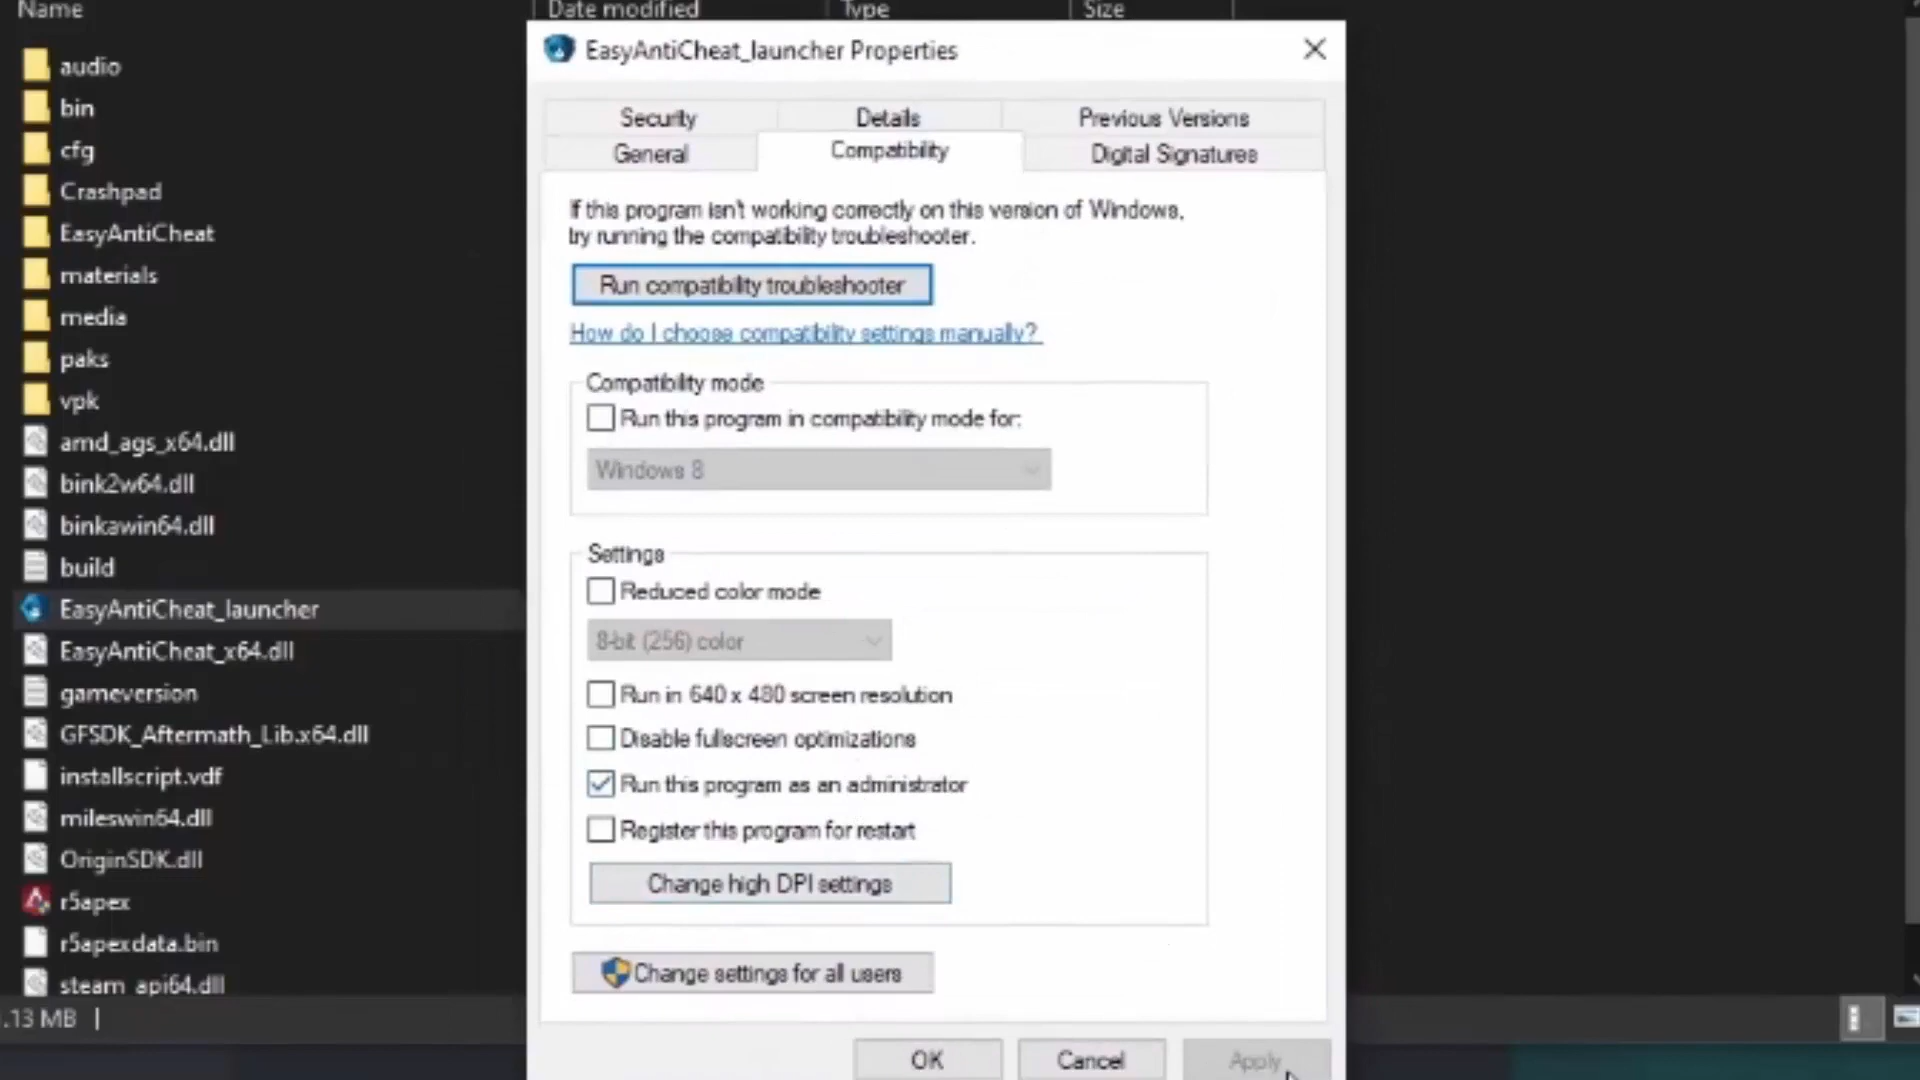 Name
Date modified
Type
Size
audio
bin
cfg
Crashpad
EasyAntiCheat
materials
media
paks
vpk
amd_ags_x64.dll
bink2w64.dll
binkawin64.dll
build
EasyAntiCheat_launcher
EasyAntiCheat_x64.dll
gameversion
GFSDK_Aftermath_Lib.x64.dll
installscript.vdf
mileswin64.dll
OriginSDK.dll
r5apex
r5apexdata.bin
steam_api64.dll
.13 MB
EasyAntiCheat_launcher Properties
Security
Details
Previous Versions
General
Compatibility
Digital Signatures
If this program isn't working correctly on this version of Windows,
try running the compatibility troubleshooter.
Run compatibility troubleshooter
How do I choose compatibility settings manually?
Compatibility mode
Run this program in compatibility mode for:
Windows 8
Settings
Reduced color mode
8-bit (256) color
Run in 640 x 480 screen resolution
Disable fullscreen optimizations
Run this program as an administrator
Register this program for restart
Change high DPI settings
Change settings for all users
OK
Cancel
Apply